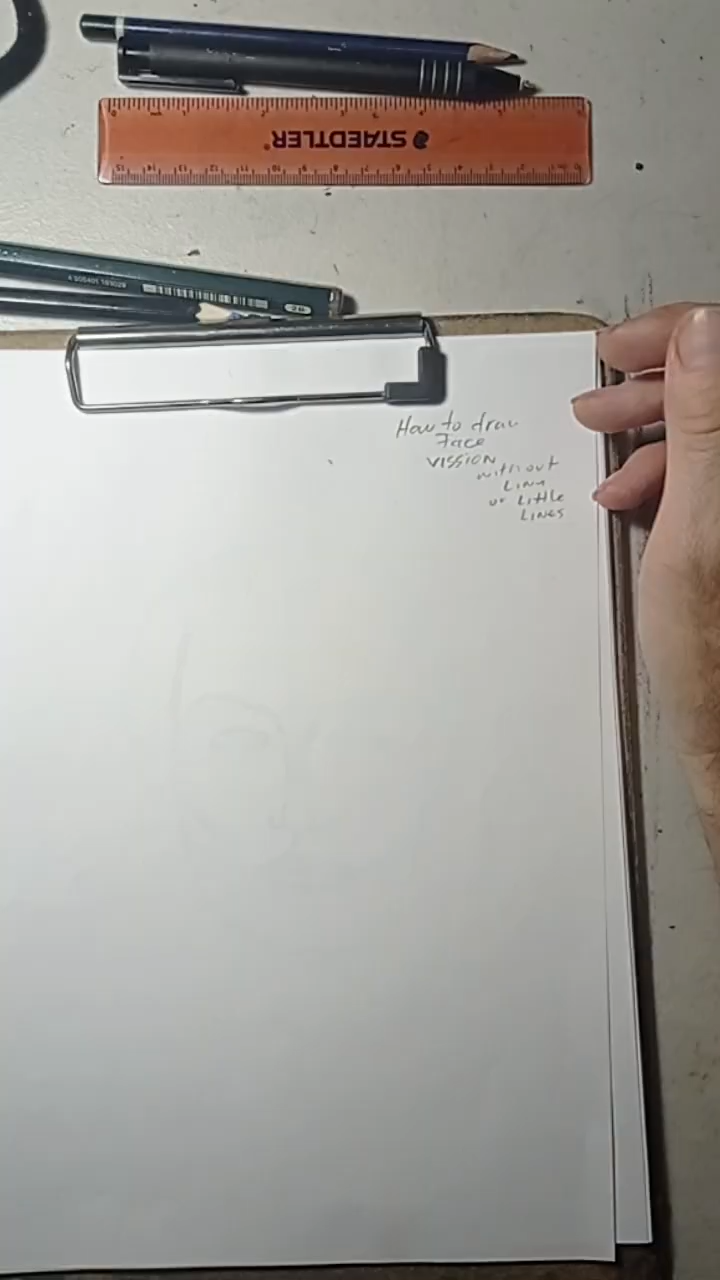 STAEDTLER
How to draw
Face
VISSION
without
Line
or Little
Lines